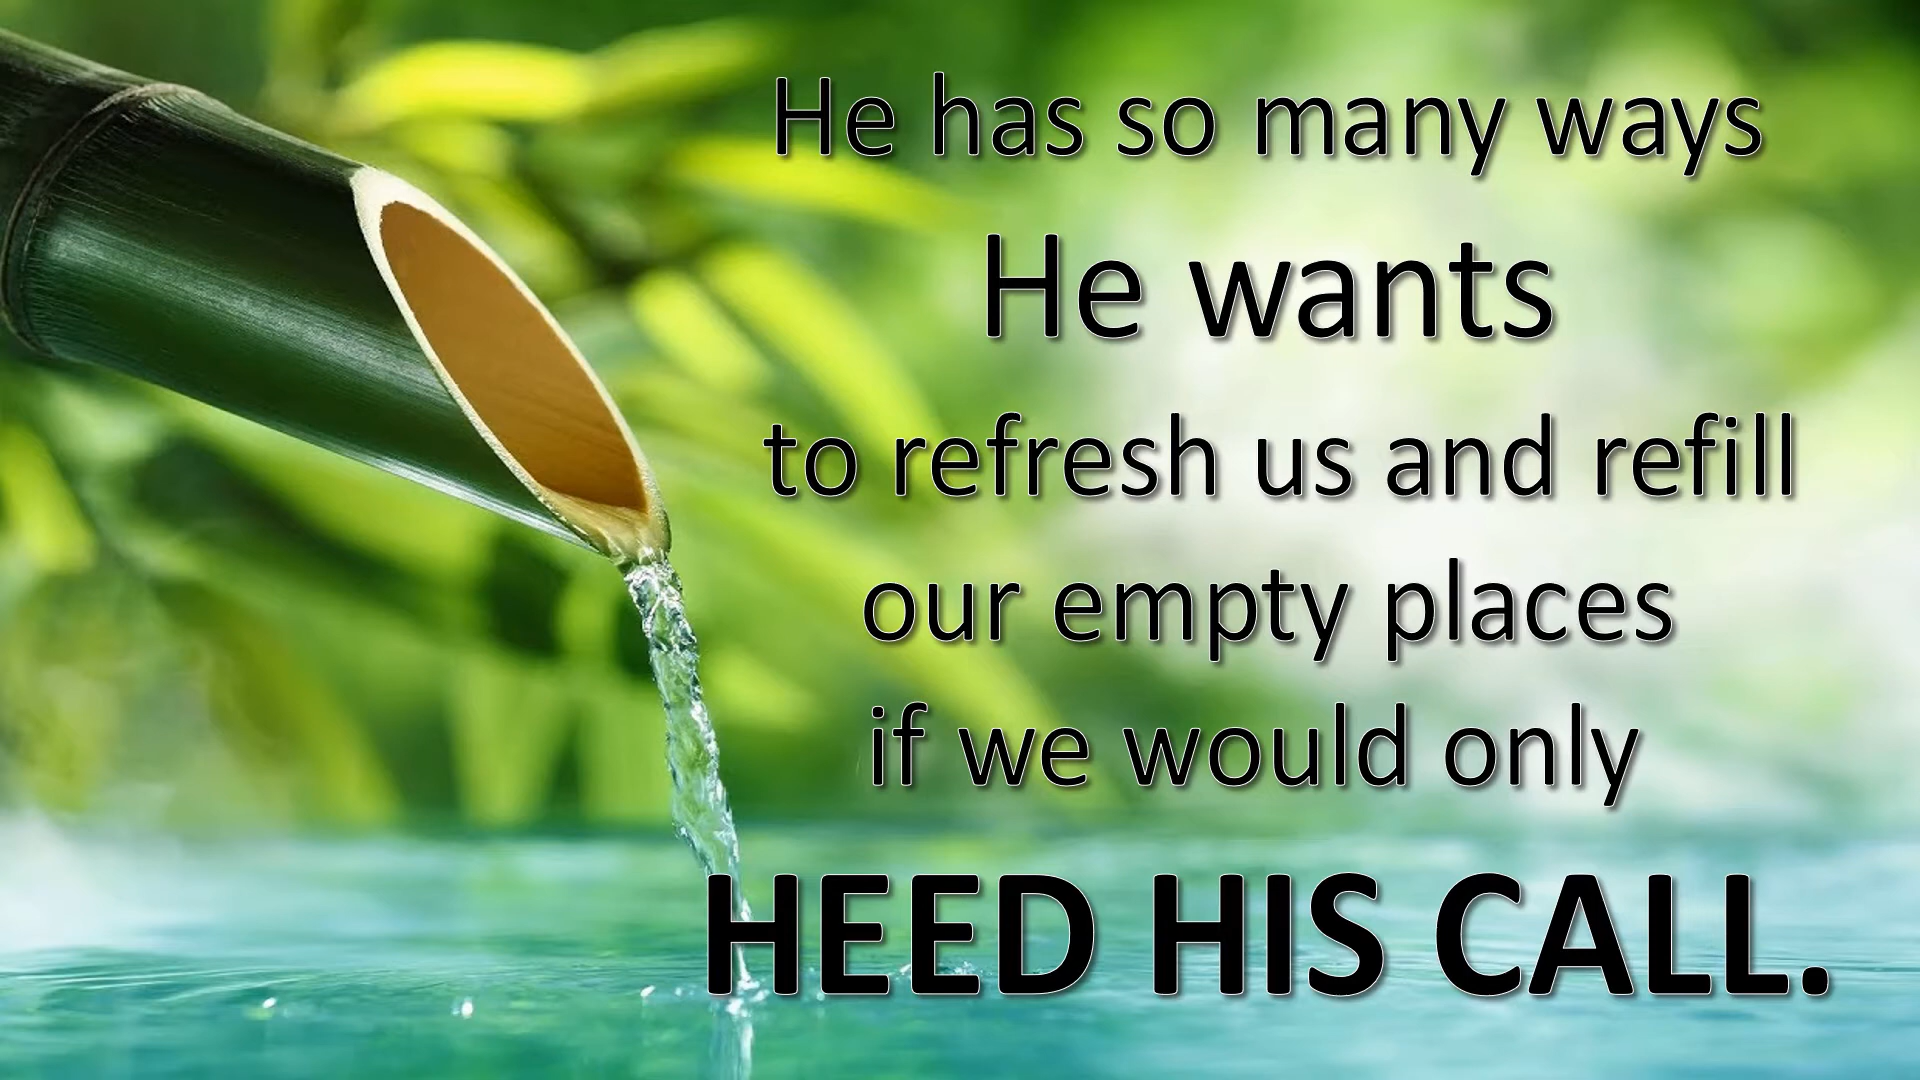 He has so many ways
He wants
to refresh us and refill
our empty places
if we would only
HEED HIS CALL.